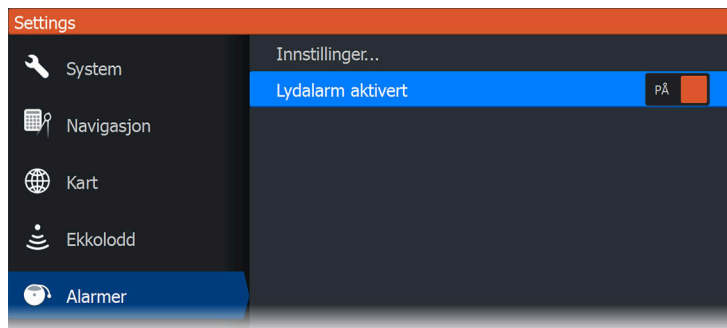 Settings
System
Navigasjon
Kart
Ekkolodd
Alarmer
Innstillinger...
Lydalarm aktivert
PÅ